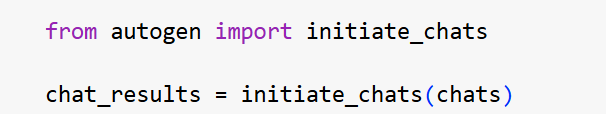 from autogen import initiate_chats
chat_results = initiate_chats(chats)